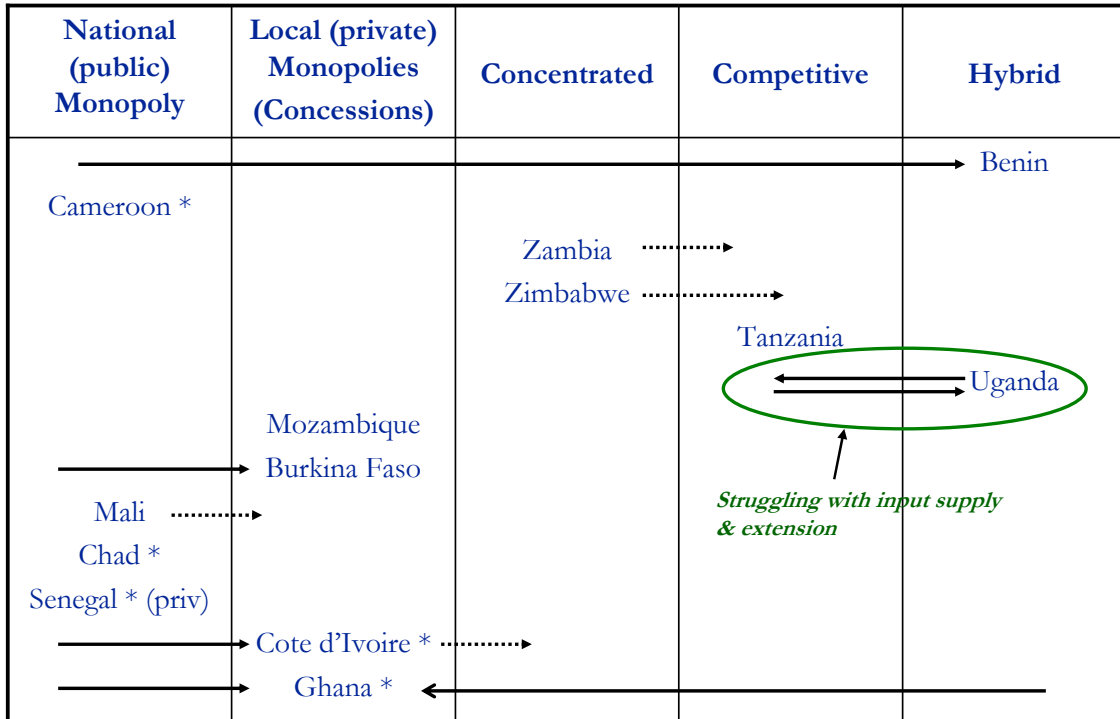 National
(public)
Monopoly
Local (private)
Monopolies
(Concessions)
Concentrated
Competitive
Hybrid
Benin
Cameroon *
Zambia
Zimbabwe
Tanzania
Uganda
Mozambique
Burkina Faso
Struggling with input supply
& extension
Mali
Chad *
Senegal * (priv)
Cote d'Ivoire *
Ghana *